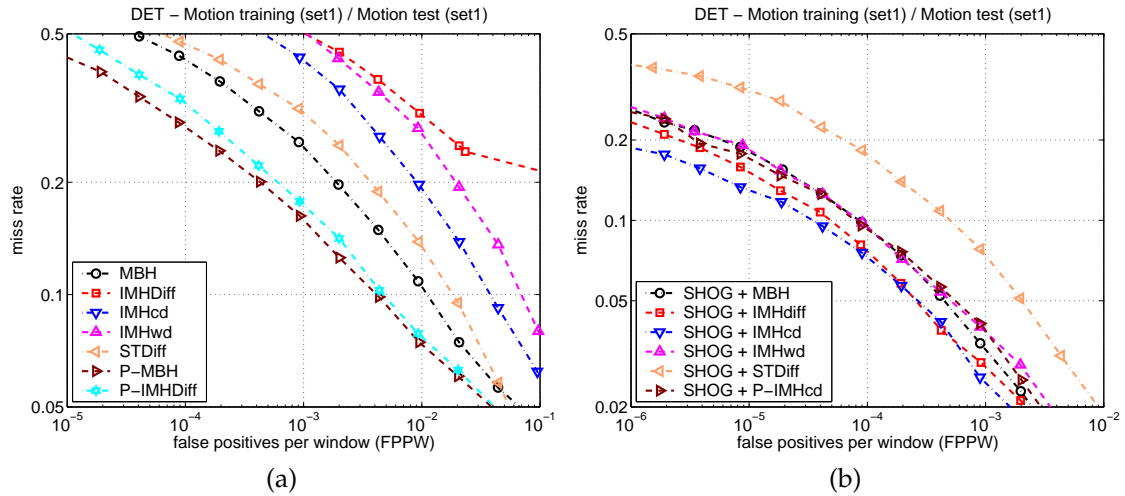 DET − Motion training (set1) / Motion test (set1)
0.5
0.2
0.1
0.05
miss rate
MBH
IMHDiff
IMHcd
IMHwd
STDiff
P−MBH
P−IMHDiff
10−5
10−4
10−3
10−2
10−1
false positives per window (FPPW)
(a)
DET − Motion training (set1) / Motion test (set1)
0.5
0.2
0.1
0.05
0.02
miss rate
SHOG + MBH
SHOG + IMHdiff
SHOG + IMHcd
SHOG + IMHwd
SHOG + STDiff
SHOG + P−IMHcd
10−6
10−5
10−4
10−3
10−2
false positives per window (FPPW)
(b)